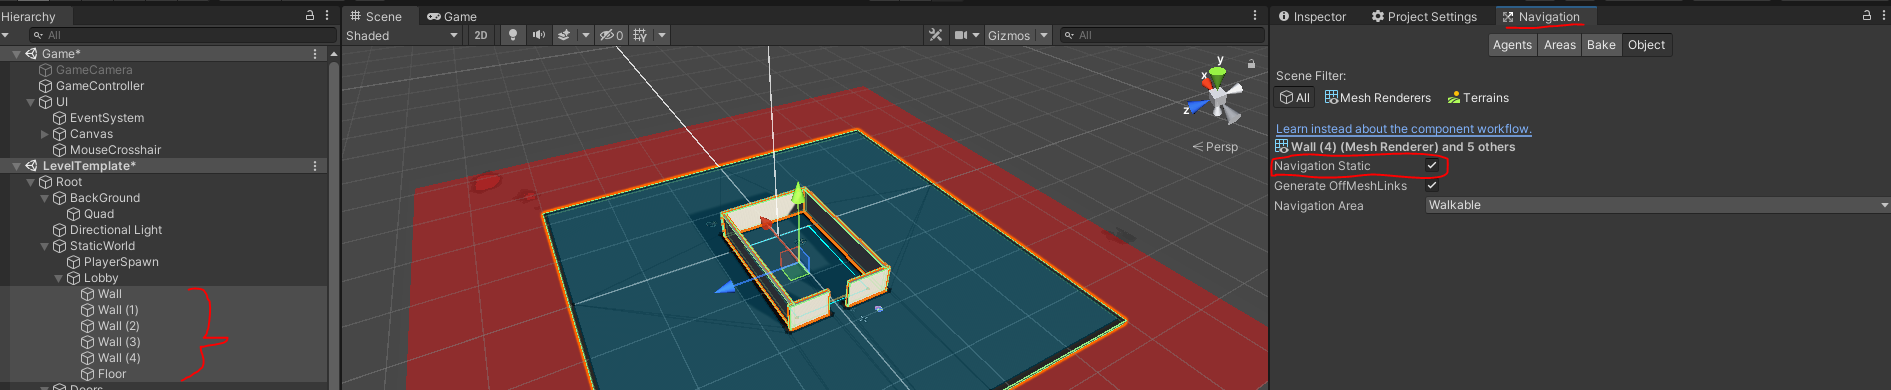 Hierarchy
All
Game*
GameCamera
GameController
UI
EventSystem
Canvas
MouseCrosshair
LevelTemplate*
Root
BackGround
Quad
Directional Light
StaticWorld
PlayerSpawn
Lobby
Wall
Wall (1)
Wall (2)
Wall (3)
Wall (4)
Floor
Doors
Scene Game
Shaded 2D 0 Gizmos All
y
x
z
Persp
Inspector Project Settings Navigation
Agents Areas Bake Object
Scene Filter:
All Mesh Renderers Terrains
Learn instead about the component workflow.
Wall (4) (Mesh Renderer) and 5 others
Navigation Static
Generate OffMeshLinks
Navigation Area Walkable